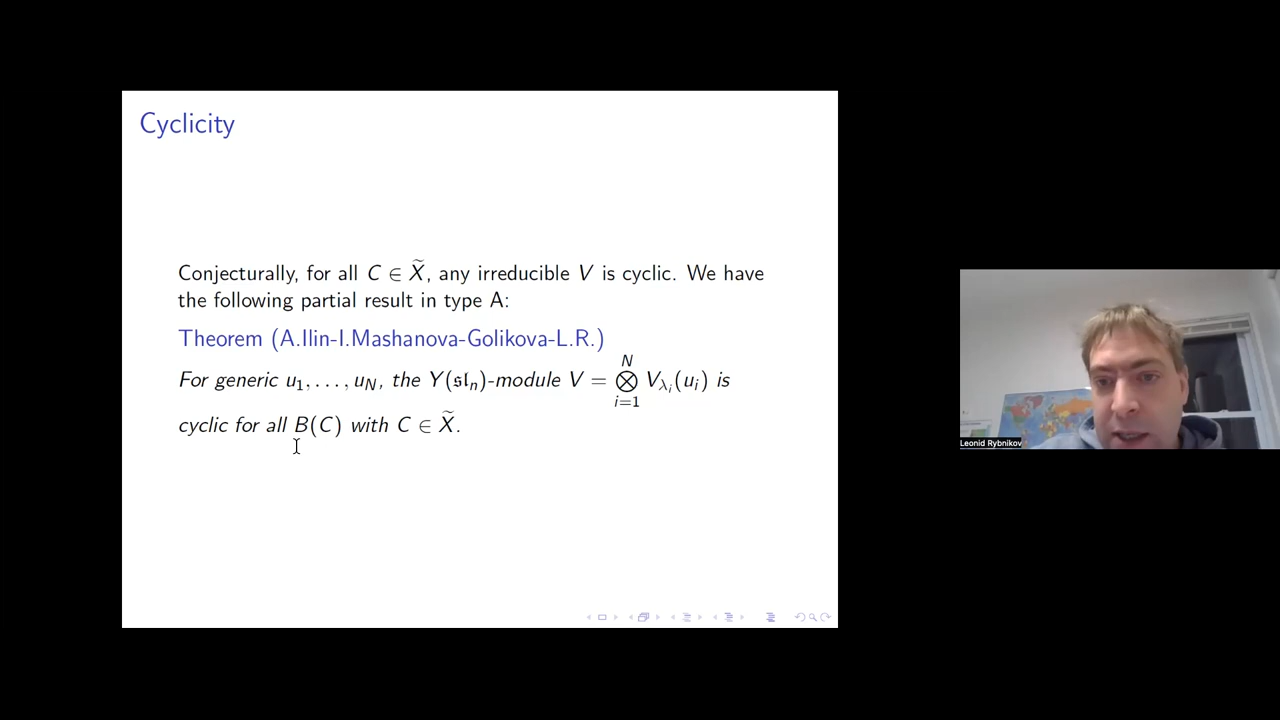 Cyclicity
Conjecturally, for all C ∈ X̃, any irreducible V is cyclic. We have
the following partial result in type A:
Theorem (A.Ilin-I.Mashanova-Golikova-L.R.)
For generic u₁, . . . , u_N, the Y(𝔰𝔩ₙ)-module V = ⨂_{i=1}^{N} V_{λᵢ}(uᵢ) is
cyclic for all B(C) with C ∈ X̃.
Leonid Rybnikov